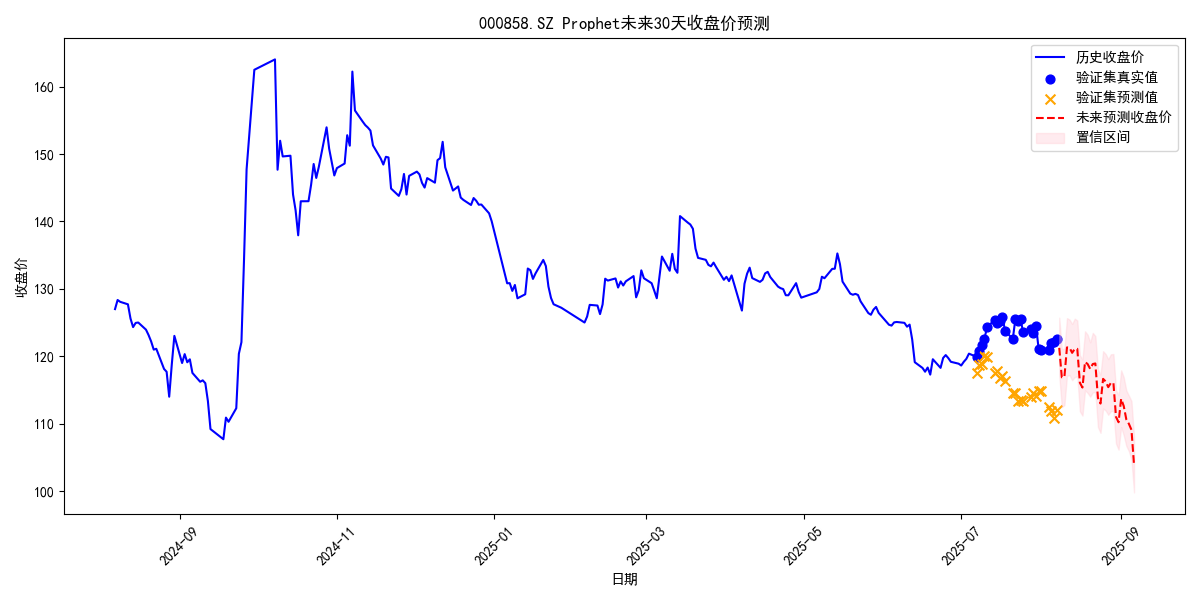 000858.SZ Prophet未来30天收盘价预测
历史收盘价
验证集真实值
验证集预测值
未来预测收盘价
置信区间
收盘价
160
150
140
130
120
110
100
2024-09
2024-11
2025-01
2025-03
2025-05
2025-07
2025-09
日期